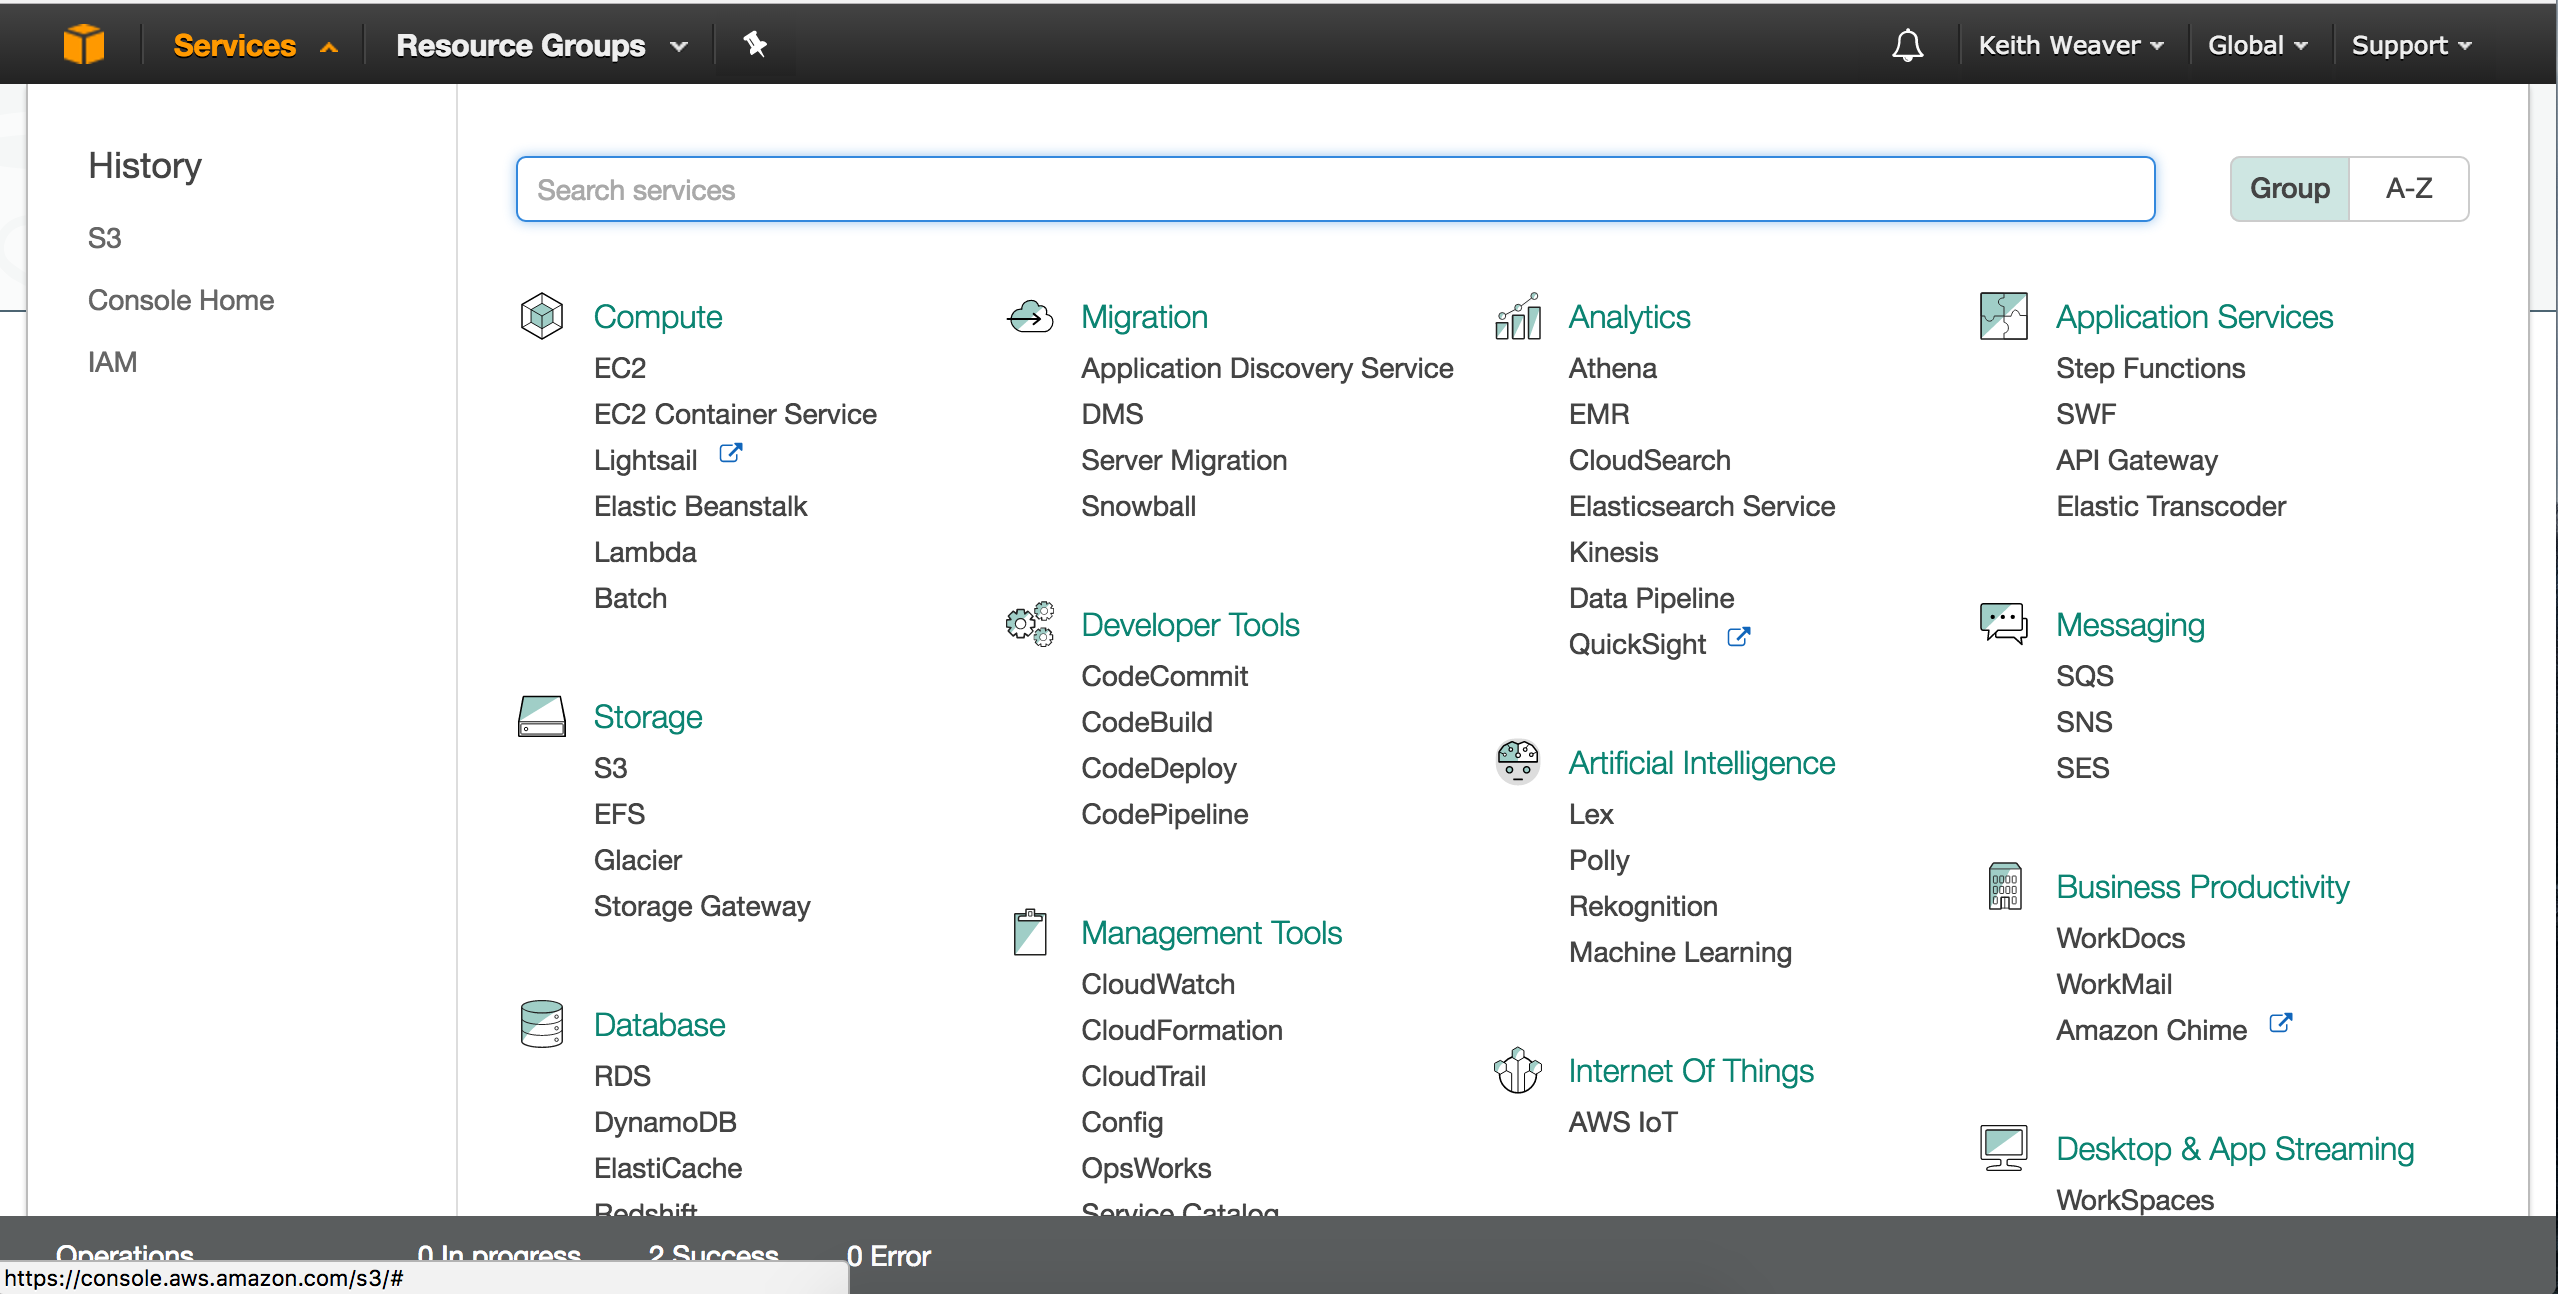 Services
Resource Groups
Keith Weaver
Global
Support
History
S3
Console Home
IAM
Search services
Group
A-Z
Compute
EC2
EC2 Container Service
Lightsail
Elastic Beanstalk
Lambda
Batch
Storage
S3
EFS
Glacier
Storage Gateway
Database
RDS
DynamoDB
ElastiCache
Redshift
Migration
Application Discovery Service
DMS
Server Migration
Snowball
Developer Tools
CodeCommit
CodeBuild
CodeDeploy
CodePipeline
Management Tools
CloudWatch
CloudFormation
CloudTrail
Config
OpsWorks
Service Catalog
Analytics
Athena
EMR
CloudSearch
Elasticsearch Service
Kinesis
Data Pipeline
QuickSight
Artificial Intelligence
Lex
Polly
Rekognition
Machine Learning
Internet Of Things
AWS IoT
Application Services
Step Functions
SWF
API Gateway
Elastic Transcoder
Messaging
SQS
SNS
SES
Business Productivity
WorkDocs
WorkMail
Amazon Chime
Desktop & App Streaming
WorkSpaces
Operations
0 In progress
2 Success
0 Error
https://console.aws.amazon.com/s3/#